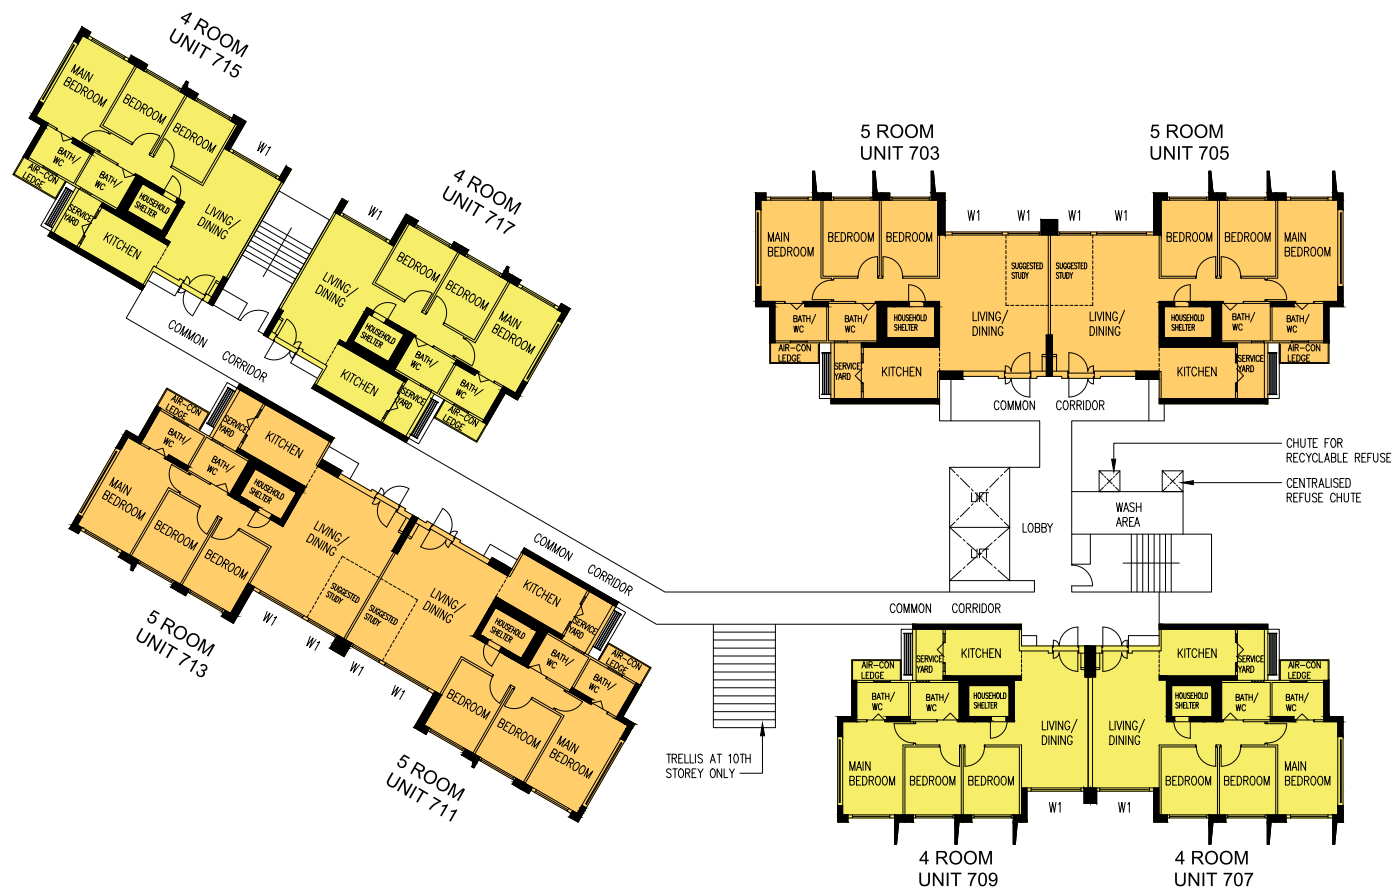 4 ROOM
UNIT 715
MAIN
BEDROOM
BEDROOM
BEDROOM
W1
BATH/
WC
BATH/
WC
AIR-CON
LEDGE
HOUSEHOLD
SHELTER
SERVICE
YARD
KITCHEN
LIVING/
DINING
4 ROOM
UNIT 717
W1
BEDROOM
BEDROOM
MAIN
BEDROOM
LIVING/
DINING
HOUSEHOLD
SHELTER
BATH/
WC
BATH/
WC
KITCHEN
SERVICE
YARD
AIR-CON
LEDGE
COMMON
CORRIDOR
5 ROOM
UNIT 703
5 ROOM
UNIT 705
W1
W1
W1
W1
MAIN
BEDROOM
BEDROOM
BEDROOM
SUGGESTED
STUDY
SUGGESTED
STUDY
BEDROOM
BEDROOM
MAIN
BEDROOM
BATH/
WC
BATH/
WC
HOUSEHOLD
SHELTER
LIVING/
DINING
LIVING/
DINING
HOUSEHOLD
SHELTER
BATH/
WC
BATH/
WC
AIR-CON
LEDGE
SERVICE
YARD
KITCHEN
KITCHEN
SERVICE
YARD
AIR-CON
LEDGE
COMMON
CORRIDOR
AIR-CON
LEDGE
SERVICE
YARD
KITCHEN
BATH/
WC
BATH/
WC
HOUSEHOLD
SHELTER
MAIN
BEDROOM
BEDROOM
BEDROOM
LIVING/
DINING
SUGGESTED
STUDY
W1
W1
5 ROOM
UNIT 713
LIVING/
DINING
SUGGESTED
STUDY
W1
W1
KITCHEN
HOUSEHOLD
SHELTER
SERVICE
YARD
BATH/
WC
BATH/
WC
AIR-CON
LEDGE
BEDROOM
BEDROOM
MAIN
BEDROOM
5 ROOM
UNIT 711
COMMON
CORRIDOR
CHUTE FOR
RECYCLABLE REFUSE
CENTRALISED
REFUSE CHUTE
LIFT
LIFT
LOBBY
WASH
AREA
COMMON
CORRIDOR
TRELLIS AT 10TH
STOREY ONLY
AIR-CON
LEDGE
SERVICE
YARD
KITCHEN
KITCHEN
SERVICE
YARD
AIR-CON
LEDGE
BATH/
WC
BATH/
WC
HOUSEHOLD
SHELTER
HOUSEHOLD
SHELTER
BATH/
WC
BATH/
WC
LIVING/
DINING
LIVING/
DINING
MAIN
BEDROOM
BEDROOM
BEDROOM
BEDROOM
BEDROOM
MAIN
BEDROOM
W1
W1
4 ROOM
UNIT 709
4 ROOM
UNIT 707